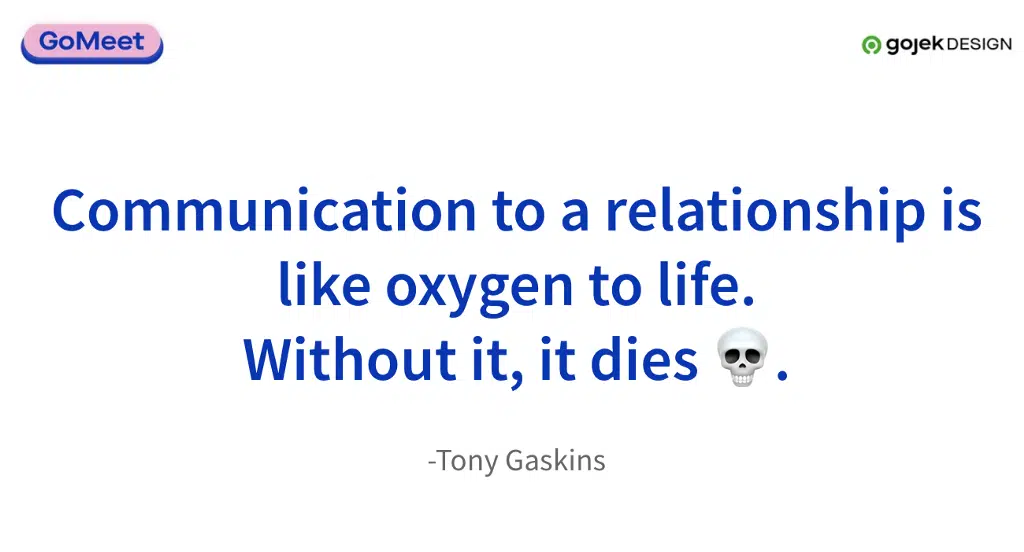 GoMeet
gojek DESIGN
Communication to a relationship is
like oxygen to life.
Without it, it dies 💀.
-Tony Gaskins